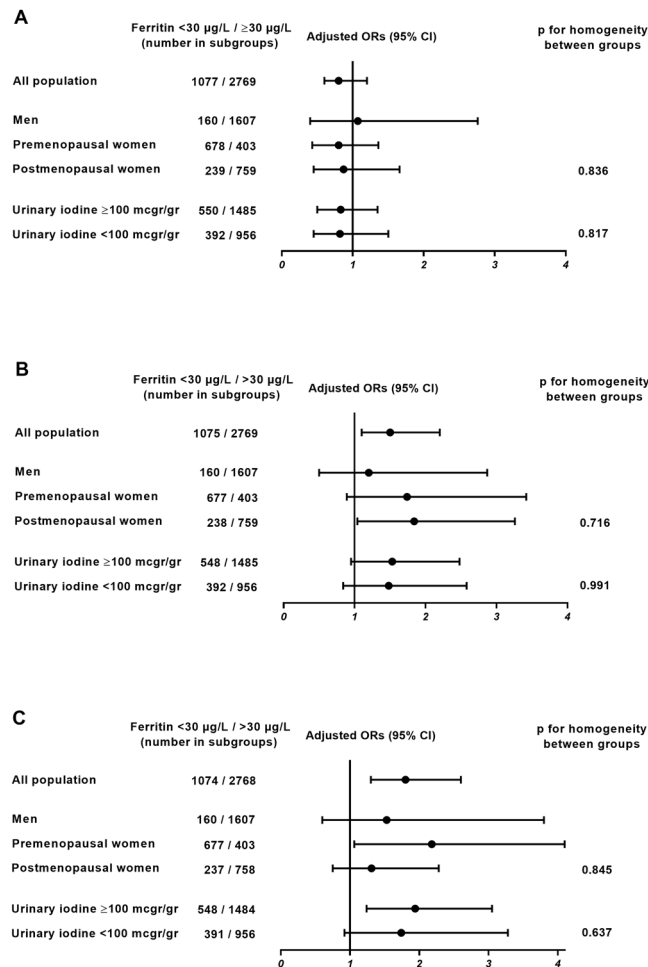 A
Ferritin <30 µg/L / ≥30 µg/L
(number in subgroups)
Adjusted ORs (95% CI)
p for homogeneity
between groups
All population 1077 / 2769
Men 160 / 1607
Premenopausal women 678 / 403
Postmenopausal women 239 / 759 0.836
Urinary iodine ≥100 mcgr/gr 550 / 1485
Urinary iodine <100 mcgr/gr 392 / 956 0.817
0 1 2 3 4
B
Ferritin <30 µg/L / >30 µg/L
(number in subgroups)
Adjusted ORs (95% CI)
p for homogeneity
between groups
All population 1075 / 2769
Men 160 / 1607
Premenopausal women 677 / 403
Postmenopausal women 238 / 759 0.716
Urinary iodine ≥100 mcgr/gr 548 / 1485
Urinary iodine <100 mcgr/gr 392 / 956 0.991
0 1 2 3 4
C
Ferritin <30 µg/L / >30 µg/L
(number in subgroups)
Adjusted ORs (95% CI)
p for homogeneity
between groups
All population 1074 / 2768
Men 160 / 1607
Premenopausal women 677 / 403
Postmenopausal women 237 / 758 0.845
Urinary iodine ≥100 mcgr/gr 548 / 1484
Urinary iodine <100 mcgr/gr 391 / 956 0.637
0 1 2 3 4